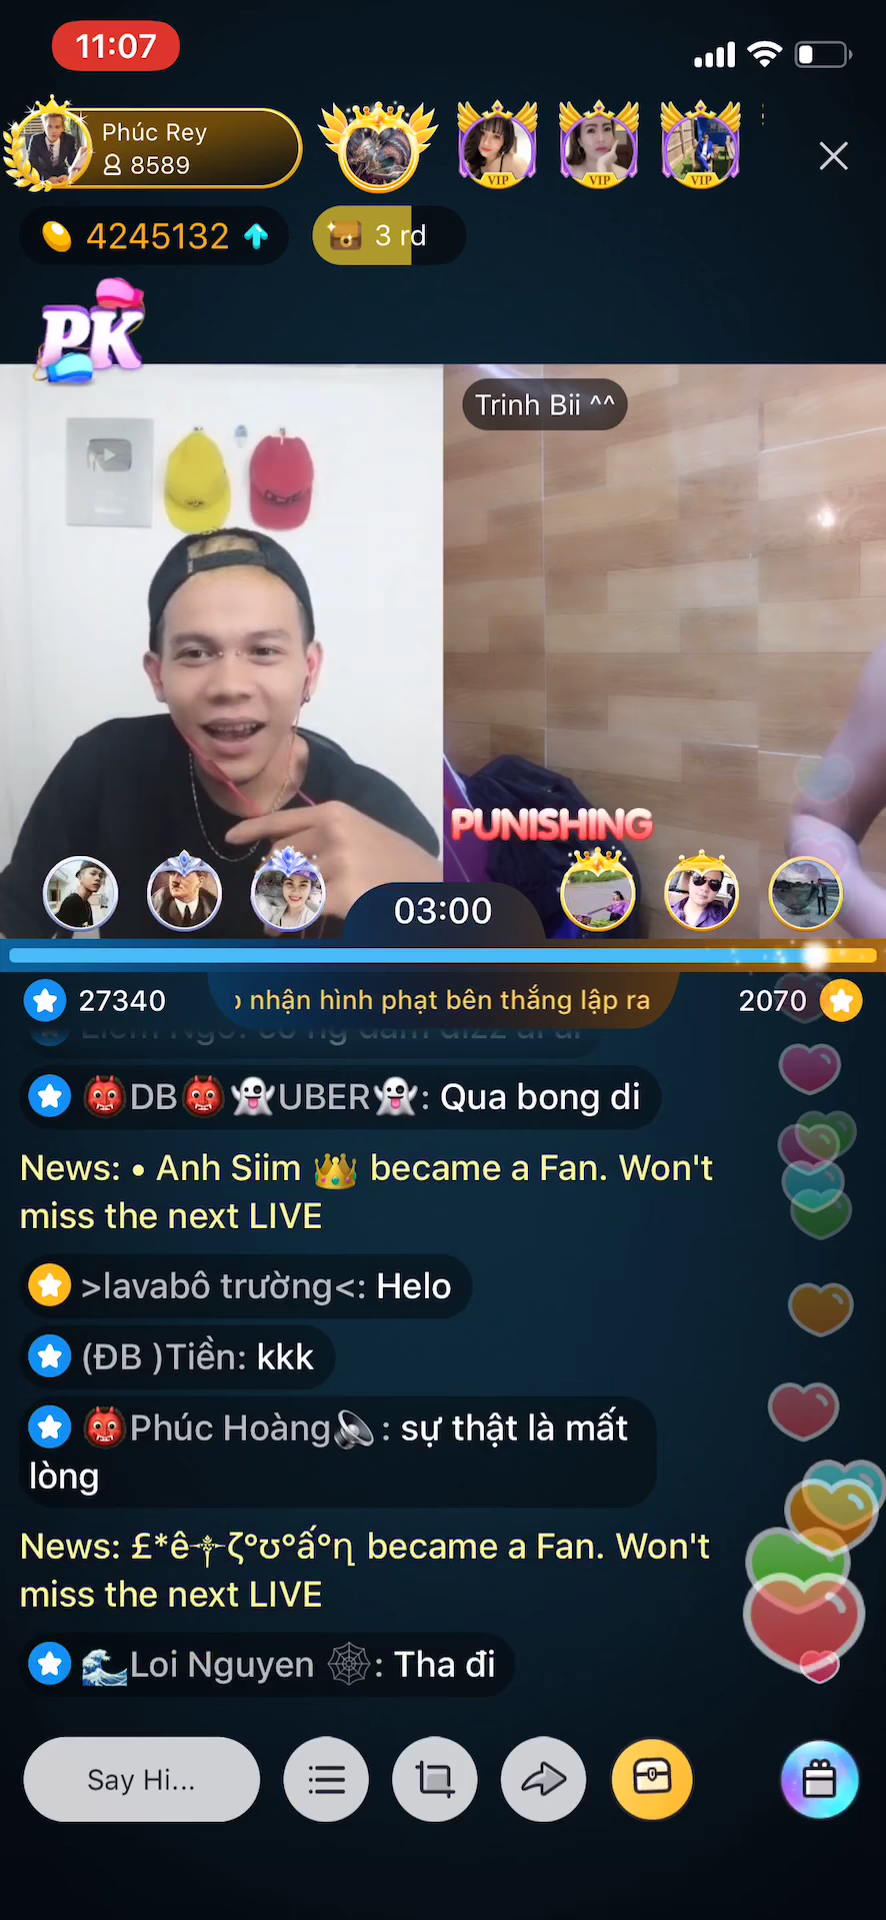 11:07
Phúc Rey
8589
VIP
VIP
VIP
4245132
3 rd
PK
Trinh Bii ^^
PUNISHING
03:00
27340
nhận hình phạt bên thắng lập ra
2070
👹DB👹👻UBER👻: Qua bong di
News: • Anh Siim 👑 became a Fan. Won't
miss the next LIVE
>lavabô trường<: Helo
(ĐB )Tiền: kkk
👹Phúc Hoàng🔈: sự thật là mất
lòng
News: £*ê༒ζ°ʊ°ấ°ɳ became a Fan. Won't
miss the next LIVE
🌊Loi Nguyen 🕸: Tha đi
Say Hi...